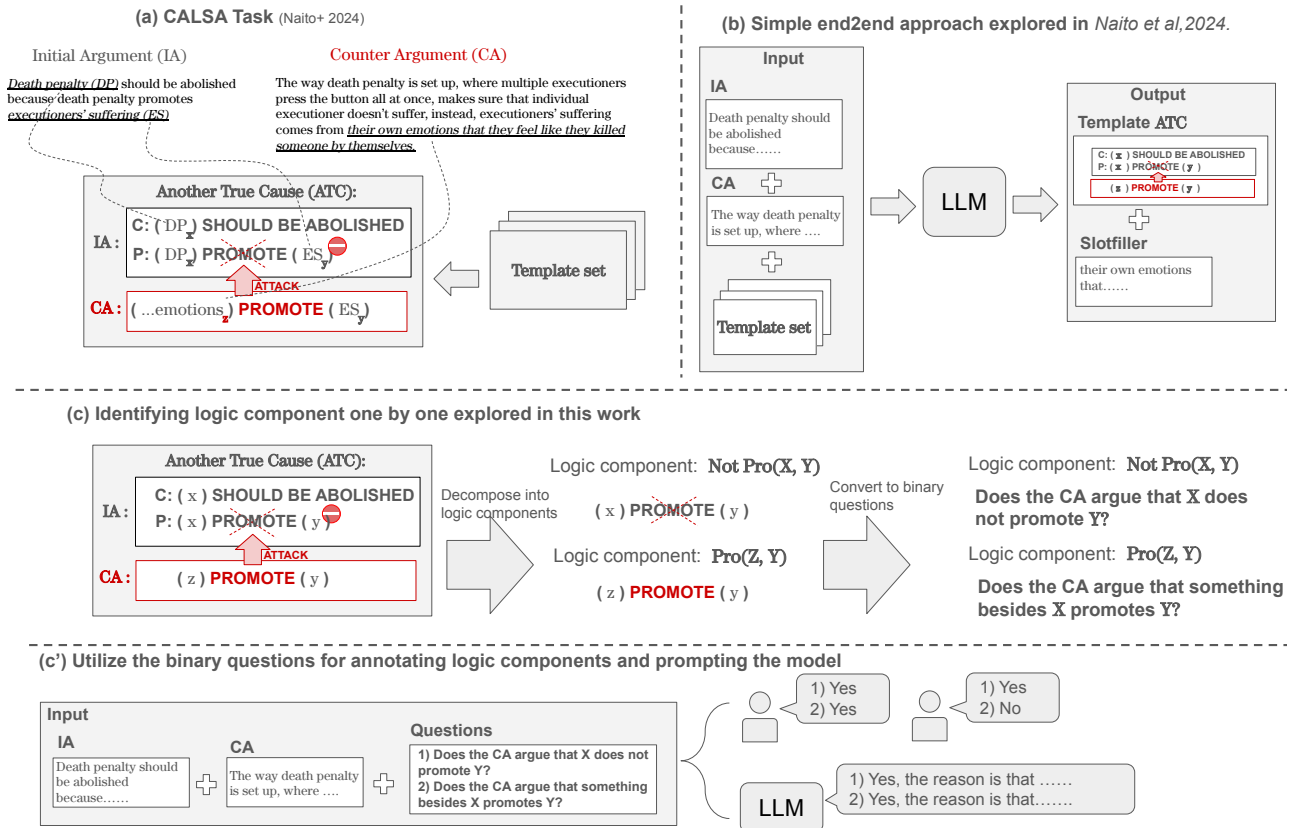 (a) CALSA Task (Naito+ 2024)
Initial Argument (IA)
Death penalty (DP) should be abolished
because death penalty promotes
executioners' suffering (ES)
Counter Argument (CA)
The way death penalty is set up, where multiple executioners
press the button all at once, makes sure that individual
executioner doesn't suffer, instead, executioners' suffering
comes from their own emotions that they feel like they killed
someone by themselves.
Another True Cause (ATC):
IA :
C: ( DP x ) SHOULD BE ABOLISHED
P: ( DP x ) PROMOTE ( ES y )
ATTACK
CA :
( ...emotions z ) PROMOTE ( ES y )
Template set
(b) Simple end2end approach explored in Naito et al,2024.
Input
IA
Death penalty should
be abolished
because......
CA
The way death penalty
is set up, where ....
Template set
LLM
Output
Template ATC
C: ( x ) SHOULD BE ABOLISHED
P: ( x ) PROMOTE ( y )
( z ) PROMOTE ( y )
Slotfiller
their own emotions
that......
(c) Identifying logic component one by one explored in this work
Another True Cause (ATC):
IA :
C: ( x ) SHOULD BE ABOLISHED
P: ( x ) PROMOTE ( y )
ATTACK
CA :
( z ) PROMOTE ( y )
Decompose into
logic components
Logic component: Not Pro(X, Y)
( x ) PROMOTE ( y )
Logic component: Pro(Z, Y)
( z ) PROMOTE ( y )
Convert to binary
questions
Logic component: Not Pro(X, Y)
Does the CA argue that X does
not promote Y?
Logic component: Pro(Z, Y)
Does the CA argue that something
besides X promotes Y?
(c') Utilize the binary questions for annotating logic components and prompting the model
Input
IA
Death penalty should
be abolished
because......
CA
The way death penalty
is set up, where ....
Questions
1) Does the CA argue that X does not
promote Y?
2) Does the CA argue that something
besides X promotes Y?
1) Yes
2) Yes
1) Yes
2) No
LLM
1) Yes, the reason is that ......
2) Yes, the reason is that.......